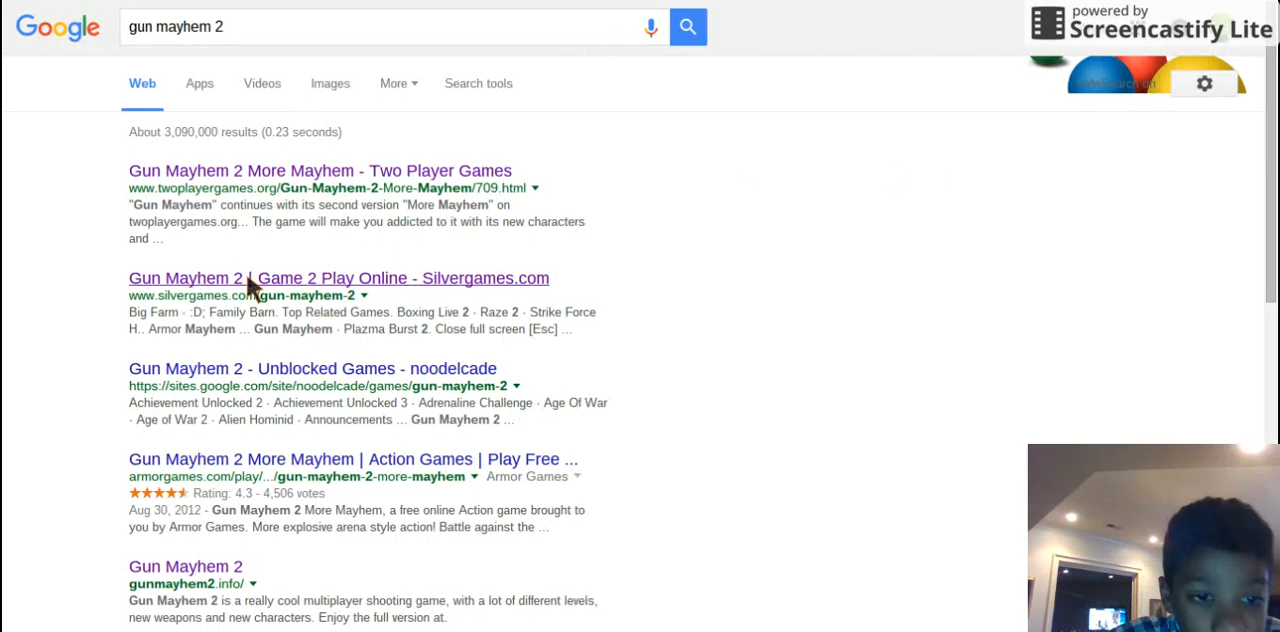 Google
gun mayhem 2
powered by
Screencastify Lite
Web Apps Videos Images More Search tools
About 3,090,000 results (0.23 seconds)
Gun Mayhem 2 More Mayhem - Two Player Games
www.twoplayergames.org/Gun-Mayhem-2-More-Mayhem/709.html
"Gun Mayhem" continues with its second version "More Mayhem" on
twoplayergames.org... The game will make you addicted to it with its new characters
and ...
Gun Mayhem 2 | Game 2 Play Online - Silvergames.com
www.silvergames.com/gun-mayhem-2
Big Farm · :D; Family Barn. Top Related Games. Boxing Live 2 · Raze 2 · Strike Force
H.. Armor Mayhem ... Gun Mayhem · Plazma Burst 2. Close full screen [Esc] ...
Gun Mayhem 2 - Unblocked Games - noodelcade
https://sites.google.com/site/noodelcade/games/gun-mayhem-2
Achievement Unlocked 2 · Achievement Unlocked 3 · Adrenaline Challenge · Age Of War
· Age of War 2 · Alien Hominid · Announcements ... Gun Mayhem 2 ...
Gun Mayhem 2 More Mayhem | Action Games | Play Free ...
armorgames.com/play/.../gun-mayhem-2-more-mayhem Armor Games
Rating: 4.3 - 4,506 votes
Aug 30, 2012 - Gun Mayhem 2 More Mayhem, a free online Action game brought to
you by Armor Games. More explosive arena style action! Battle against the ...
Gun Mayhem 2
gunmayhem2.info/
Gun Mayhem 2 is a really cool multiplayer shooting game, with a lot of different levels,
new weapons and new characters. Enjoy the full version at.